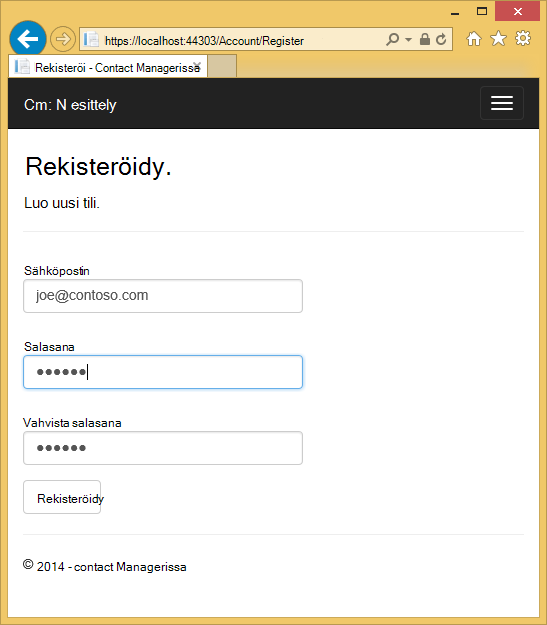 https://localhost:44303/Account/Register
Rekisteröi - Contact Managerissa
Cm: N esittely
Rekisteröidy.
Luo uusi tili.
Sähköpostin
joe@contoso.com
Salasana
••••••
Vahvista salasana
••••••
Rekisteröidy
© 2014 - contact Managerissa